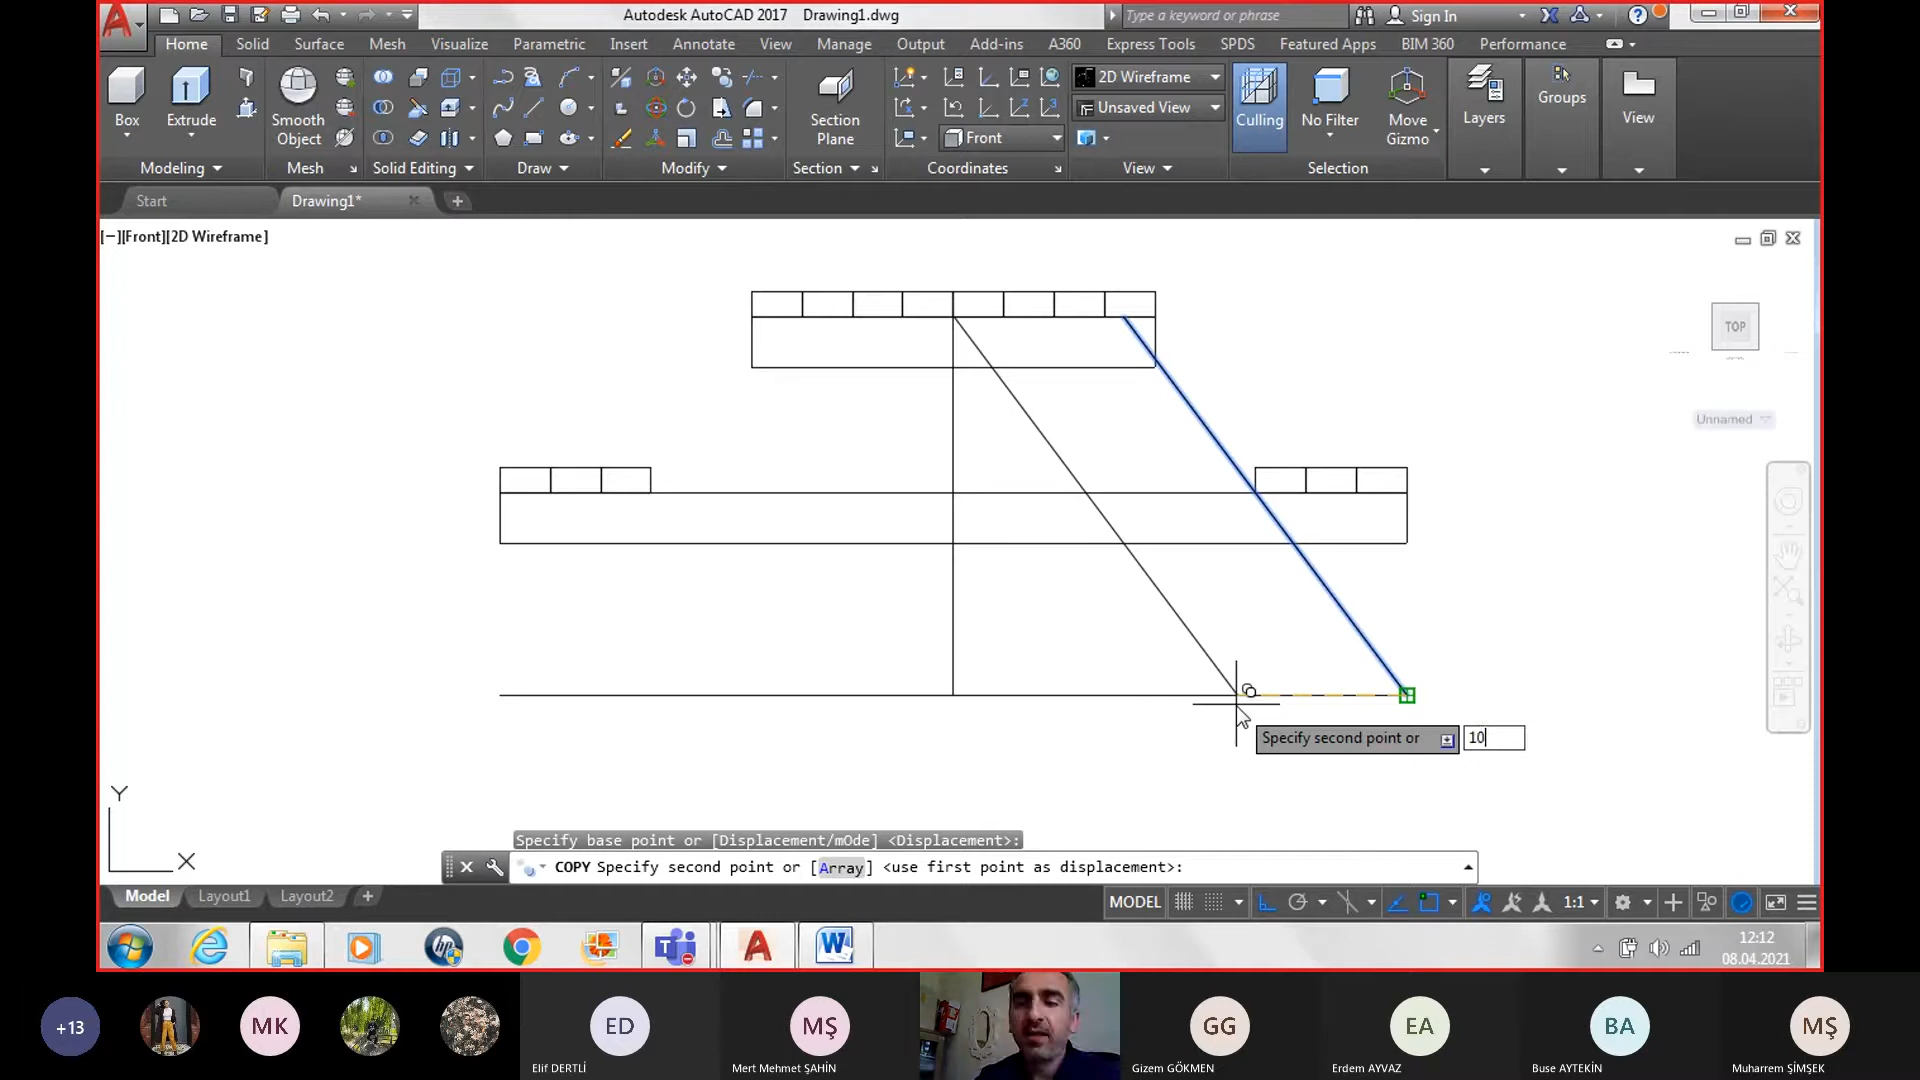 Autodesk AutoCAD 2017 Drawing1.dwg
Type a keyword or phrase
Sign In
Home Solid Surface Mesh Visualize Parametric Insert Annotate View Manage Output Add-ins A360 Express Tools SPDS Featured Apps BIM 360 Performance
Box
Extrude
Smooth Object
Section Plane
2D Wireframe
Unsaved View
Front
Culling
No Filter
Move Gizmo
Layers
Groups
View
Modeling Mesh Solid Editing Draw Modify Section Coordinates View Selection
Start
Drawing1*
[−][Front][2D Wireframe]
TOP
Unnamed
Specify second point or
10
Y
X
Specify base point or [Displacement/mOde] <Displacement>:
COPY Specify second point or [Array] <use first point as displacement>:
Model Layout1 Layout2
MODEL
1:1
12:12
08.04.2021
+13
MK
ED
MŞ
GG
EA
BA
MŞ
Elif DERTLİ
Mert Mehmet ŞAHİN
Gizem GÖKMEN
Erdem AYVAZ
Buse AYTEKİN
Muharrem ŞİMŞEK